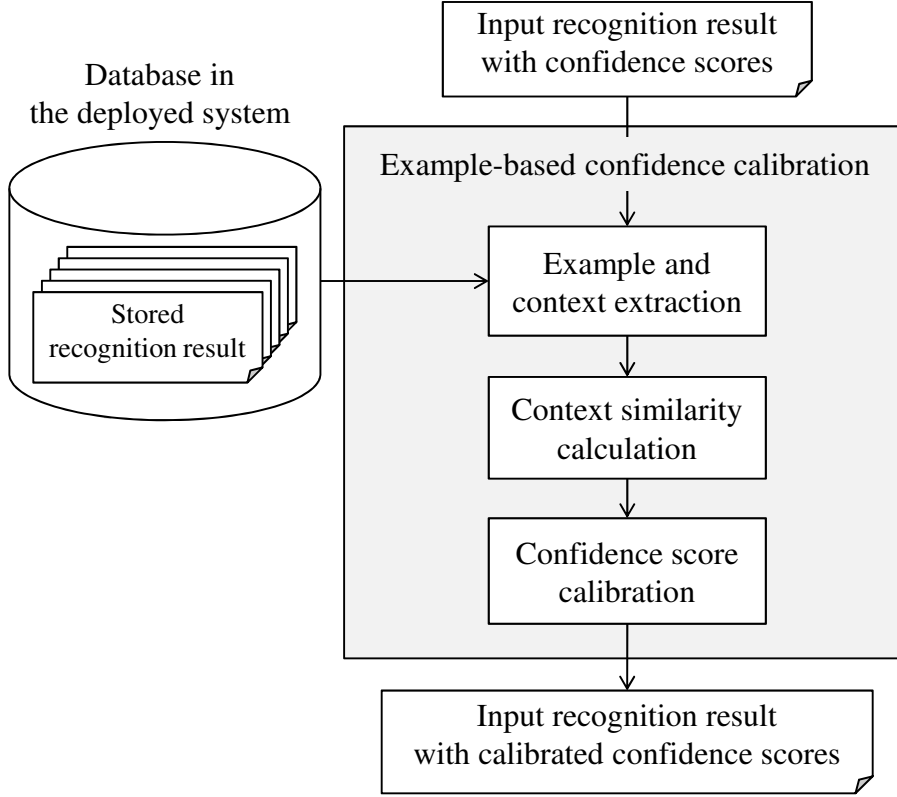 Input recognition result
with confidence scores
Database in
the deployed system
Example-based confidence calibration
Example and
context extraction
Stored
recognition result
Context similarity
calculation
Confidence score
calibration
Input recognition result
with calibrated confidence scores